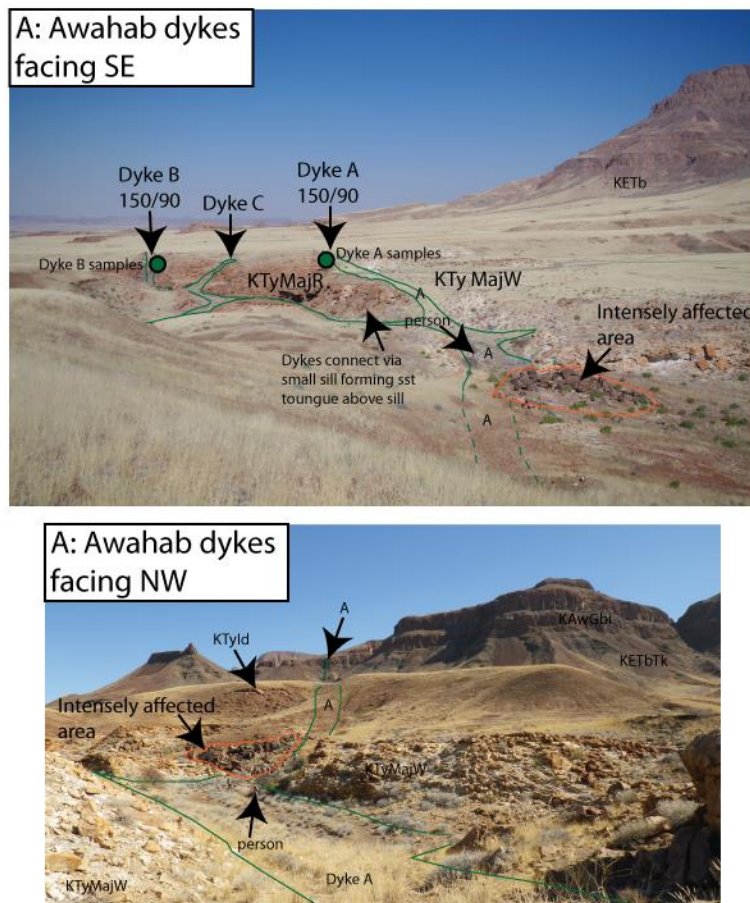 A: Awahab dykes
facing SE
Dyke B
150/90
Dyke C
Dyke A
150/90
KETb
Dyke B samples
Dyke A samples
KTyMajR
KTy MajW
A
person
A
Intensely affected
area
Dykes connect via
small sill forming sst
toungue above sill
A
A: Awahab dykes
facing NW
A
KTyId
KAwGbI
KETbTk
Intensely affected
area
A
KTyMajW
person
KTyMajW
Dyke A